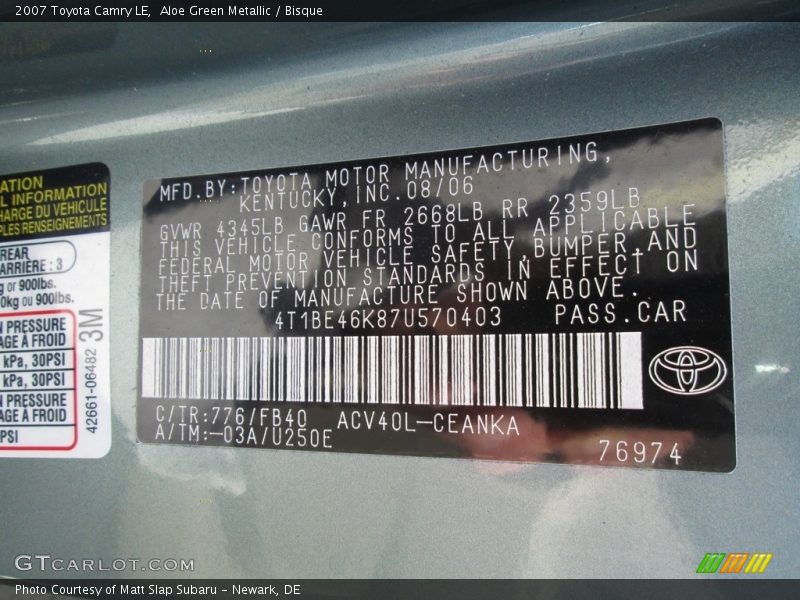 2007 Toyota Camry LE,  Aloe Green Metallic / Bisque
ATION
L INFORMATION
CHARGE DU VÉHICULE
PLES RENSEIGNEMENTS
REAR
ARRIÈRE : 3
g or 900lbs.
0kg ou 900lbs.
N PRESSURE
AGE À FROID
kPa, 30PSI
kPa, 30PSI
N PRESSURE
AGE À FROID
PSI
42661-06482 3M
MFD.BY:TOYOTA MOTOR MANUFACTURING,
KENTUCKY,INC.08/06
GVWR 4345LB GAWR FR 2668LB RR 2359LB
THIS VEHICLE CONFORMS TO ALL APPLICABLE
FEDERAL MOTOR VEHICLE SAFETY,BUMPER,AND
THEFT PREVENTION STANDARDS IN EFFECT ON
THE DATE OF MANUFACTURE SHOWN ABOVE.
4T1BE46K87U570403 PASS.CAR
C/TR:776/FB40 ACV40L-CEANKA
A/TM:-03A/U250E
76974
GTCARLOT.COM
Photo Courtesy of Matt Slap Subaru - Newark, DE